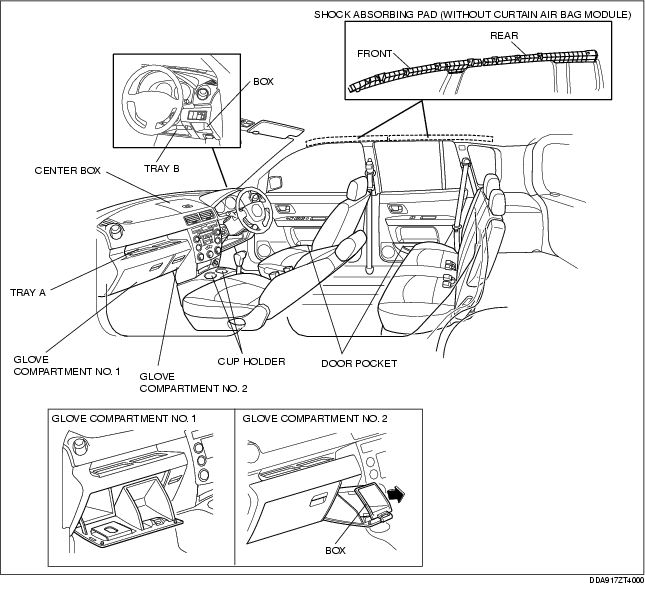 SHOCK ABSORBING PAD (WITHOUT CURTAIN AIR BAG MODULE)
REAR
FRONT
BOX
TRAY B
CENTER BOX
TRAY A
GLOVE
COMPARTMENT NO. 1
GLOVE
COMPARTMENT NO. 2
CUP HOLDER
DOOR POCKET
GLOVE COMPARTMENT NO. 1
GLOVE COMPARTMENT NO. 2
BOX
DDA917ZT4000